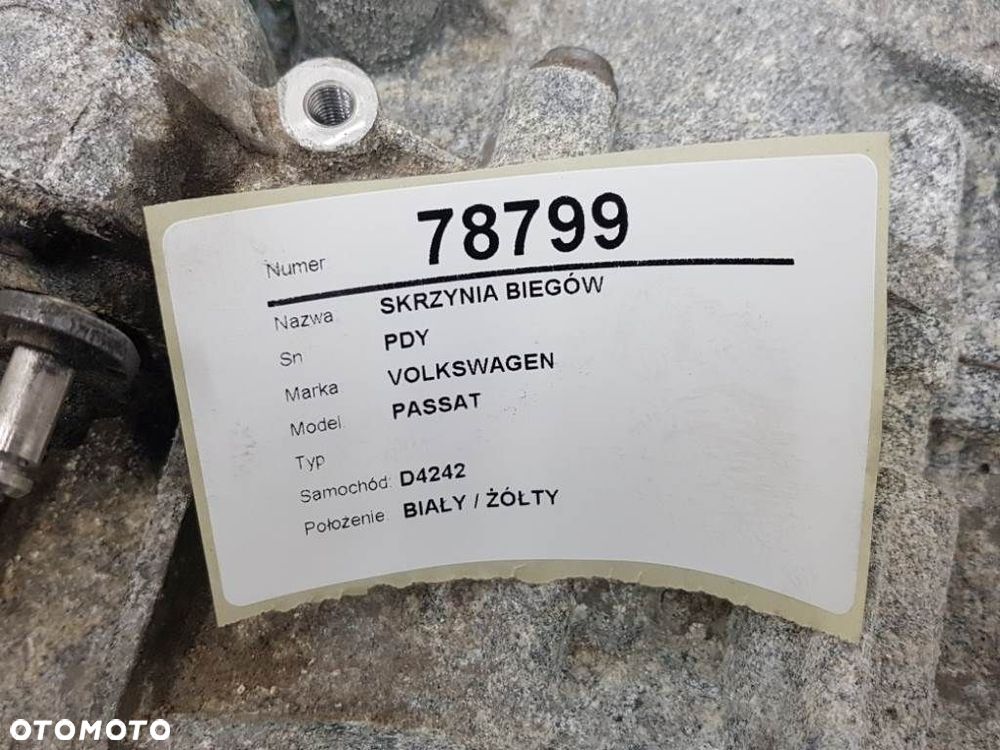 Numer 78799
Nazwa SKRZYNIA BIEGÓW
Sn PDY
Marka VOLKSWAGEN
Model PASSAT
Typ
Samochód: D4242
Położenie: BIAŁY / ŻÓŁTY
OTOMOTO